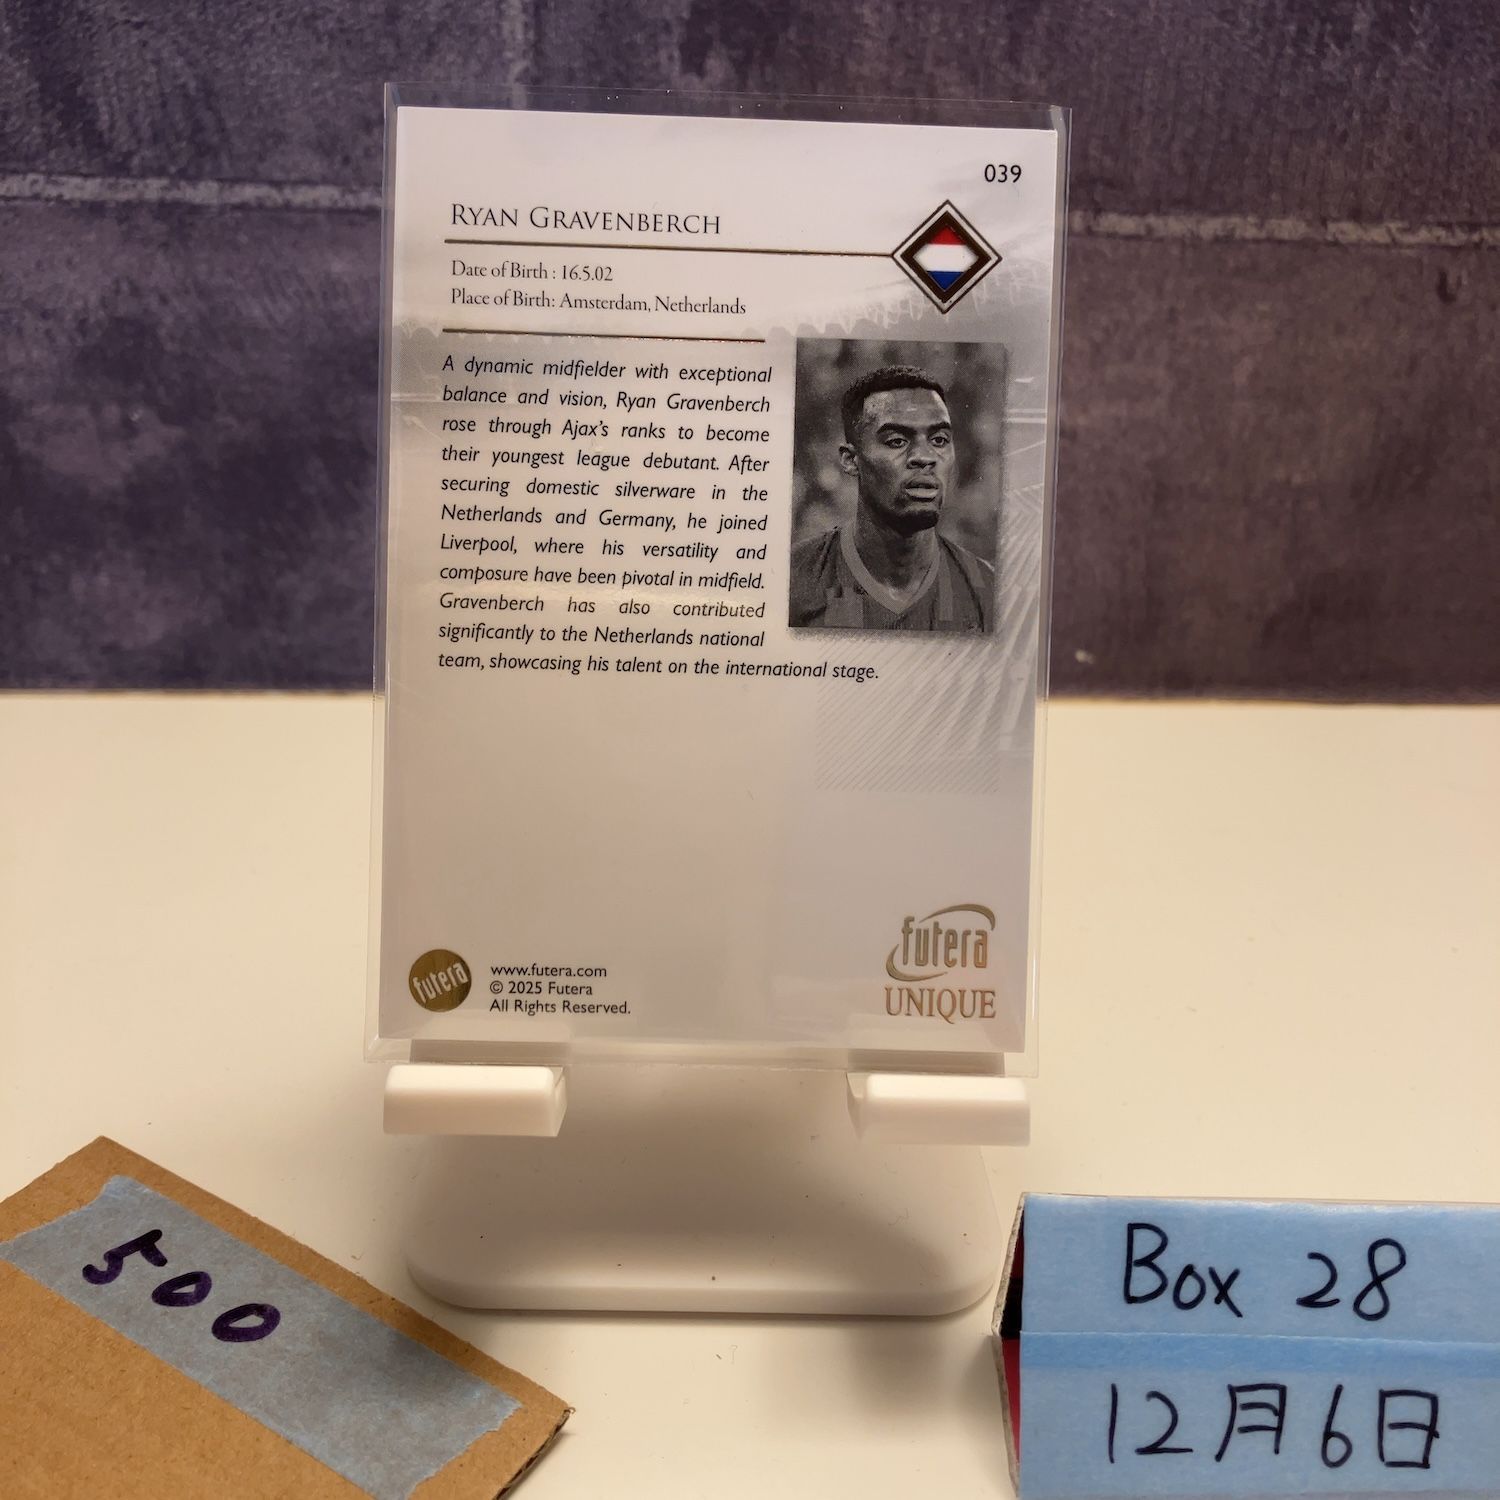 039
RYAN GRAVENBERCH
Date of Birth : 16.5.02
Place of Birth: Amsterdam, Netherlands
A dynamic midfielder with exceptional
balance and vision, Ryan Gravenberch
rose through Ajax's ranks to become
their youngest league debutant. After
securing domestic silverware in the
Netherlands and Germany, he joined
Liverpool, where his versatility and
composure have been pivotal in midfield.
Gravenberch has also contributed
significantly to the Netherlands national
team, showcasing his talent on the international stage.
futera
www.futera.com
© 2025 Futera
All Rights Reserved.
futera
UNIQUE
500
Box 28
12月6日